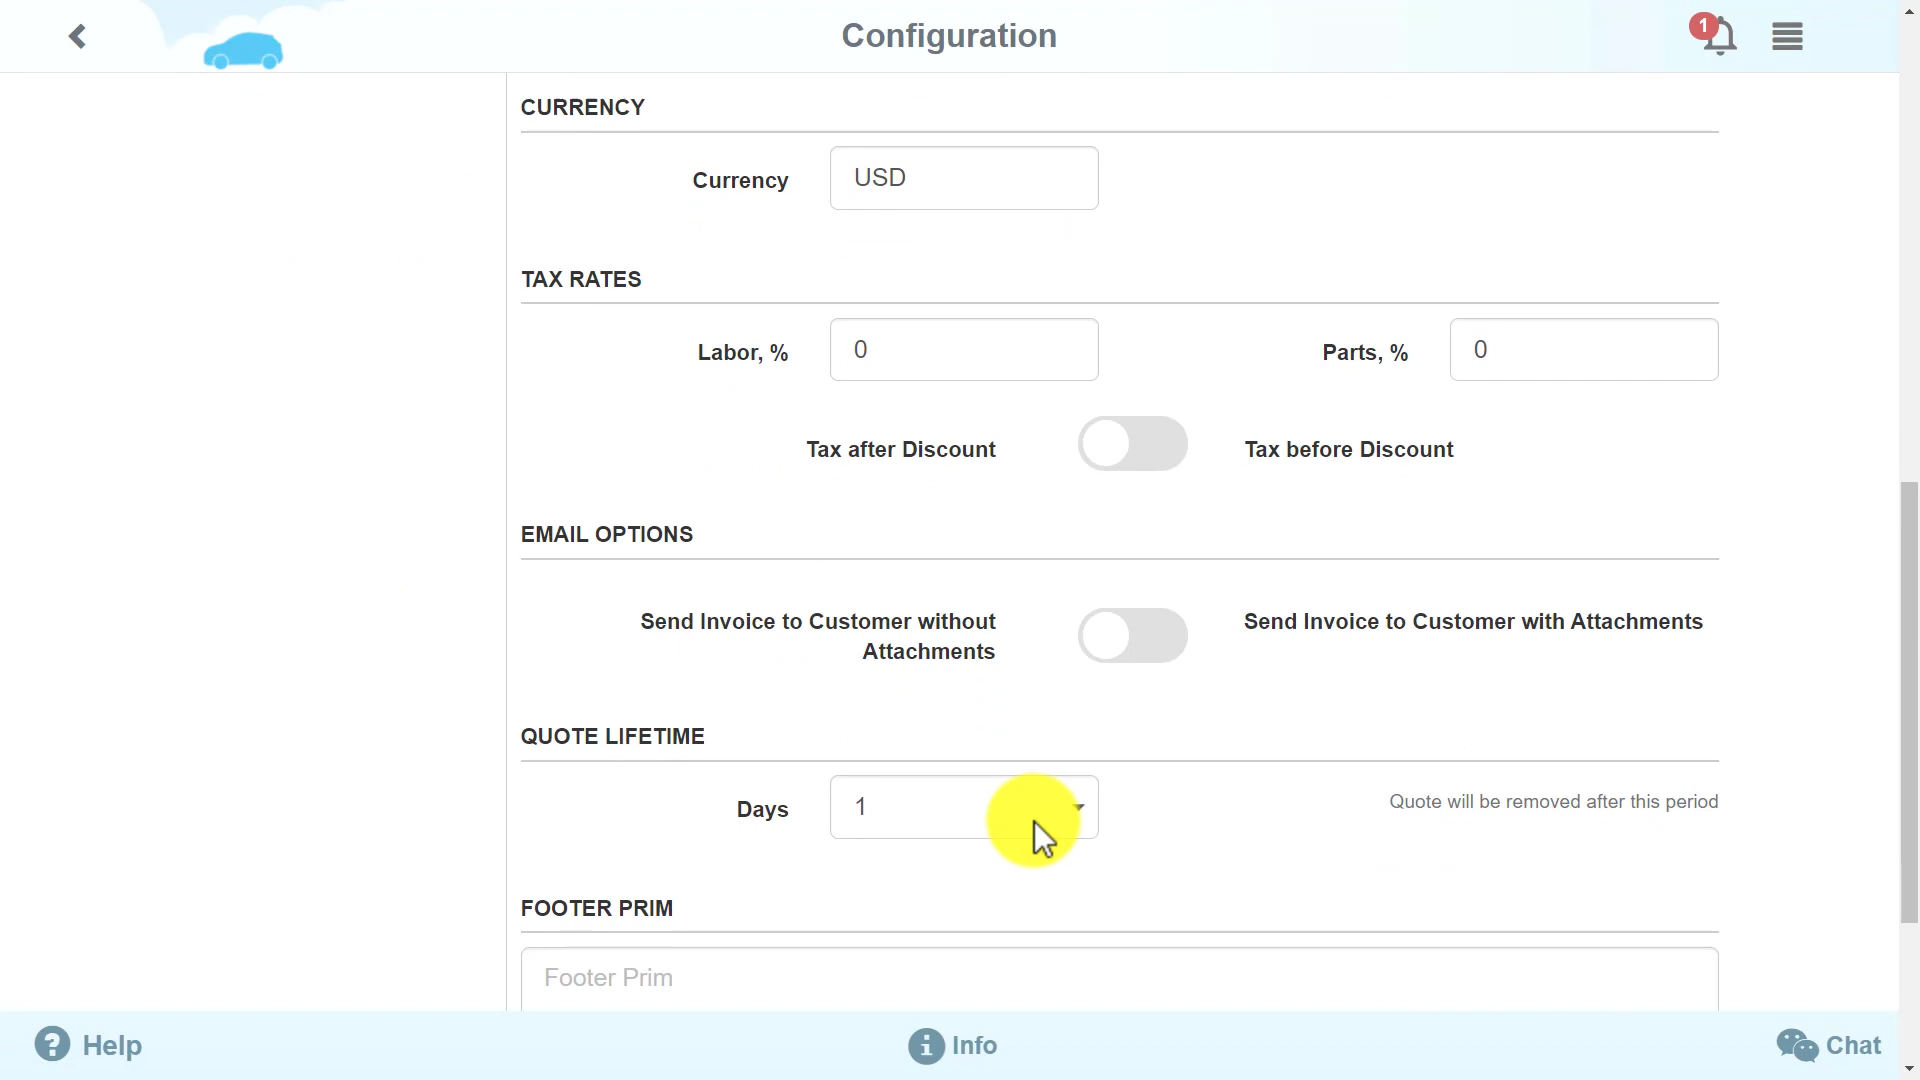 Configuration
1
CURRENCY
Currency
USD
TAX RATES
Labor, %
0
Parts, %
0
Tax after Discount
Tax before Discount
EMAIL OPTIONS
Send Invoice to Customer without
Attachments
Send Invoice to Customer with Attachments
QUOTE LIFETIME
Days
1
Quote will be removed after this period
FOOTER PRIM
Footer Prim
Help
Info
Chat